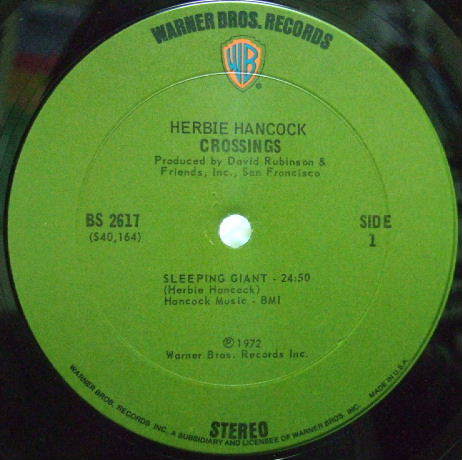 WARNER BROS. RECORDS
WB
®
HERBIE HANCOCK
CROSSINGS
Produced by David Rubinson &
Friends, Inc., San Francisco
BS 2617
(S40,164)
SIDE
1
SLEEPING GIANT - 24:50
(Herbie Hancock)
Hancock Music - BMI
℗ 1972
Warner Bros. Records Inc.
STEREO
WARNER BROS. RECORDS INC. A SUBSIDIARY AND LICENSEE OF WARNER BROS. INC. MADE IN U.S.A.